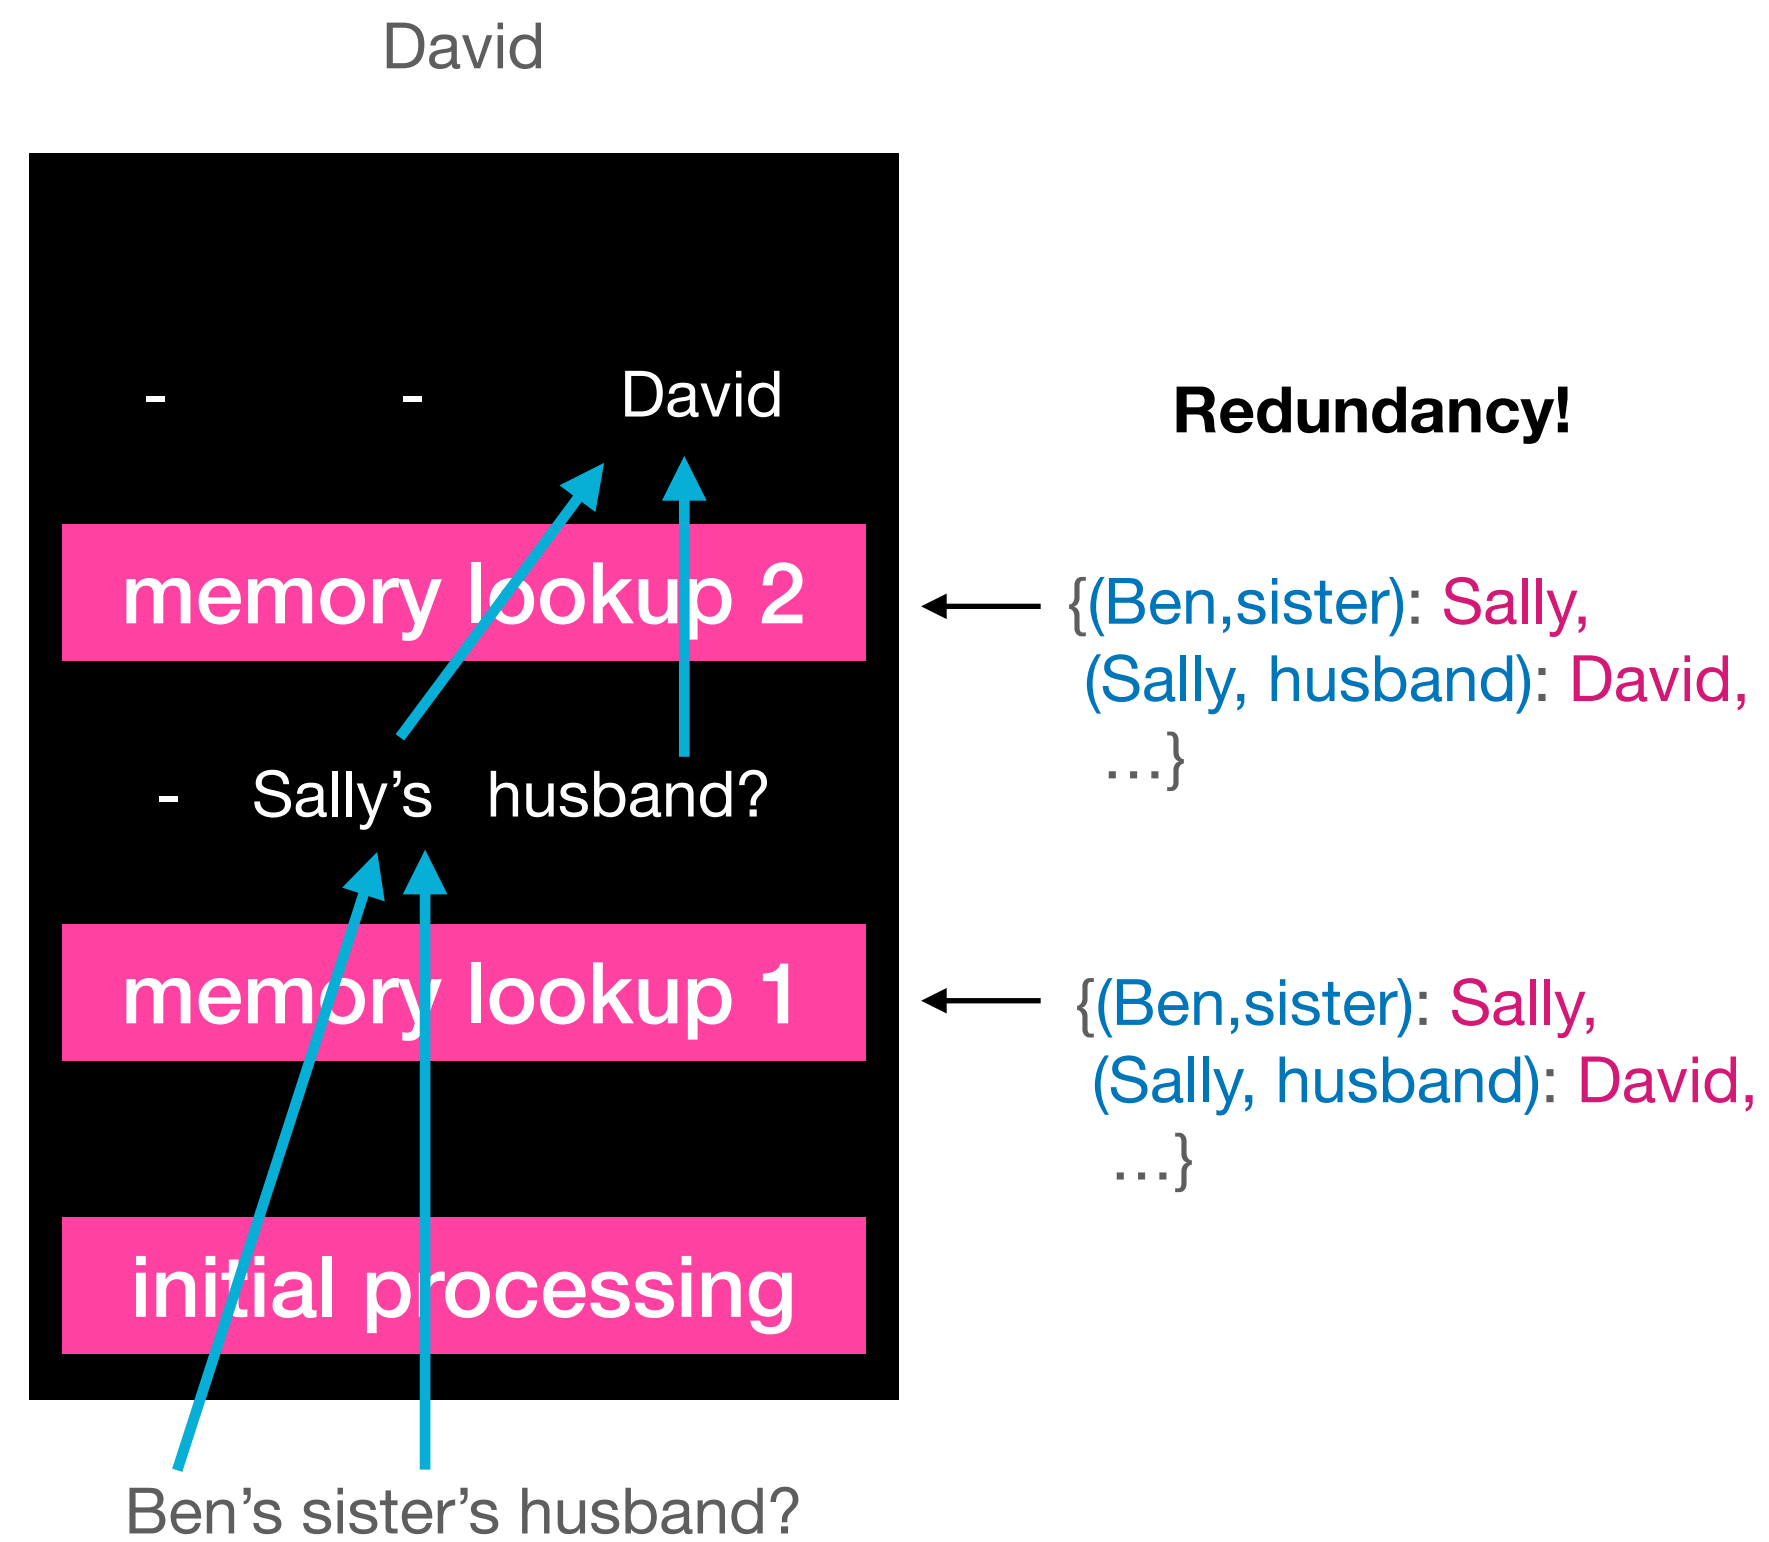 David
- - David
Redundancy!
memory lookup 2
{(Ben,sister): Sally,
(Sally, husband): David,
...}
- Sally’s husband?
memory lookup 1
{(Ben,sister): Sally,
(Sally, husband): David,
...}
initial processing
Ben’s sister’s husband?